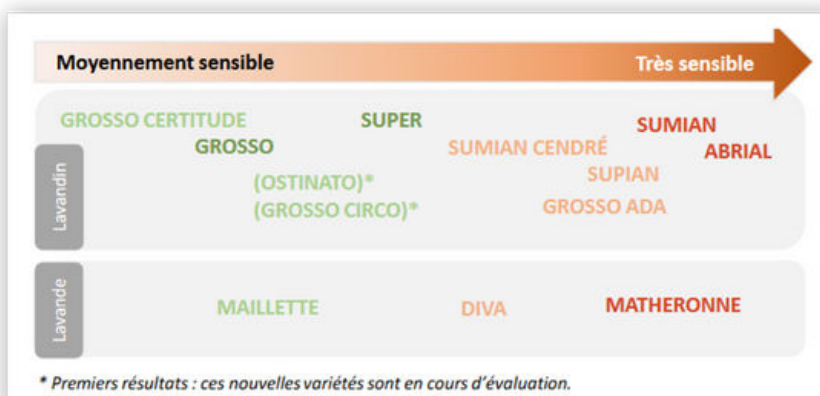 Moyennement sensible Très sensible
GROSSO CERTITUDE SUPER SUMIAN
GROSSO SUMIAN CENDRÉ ABRIAL
(OSTINATO)* SUPIAN
(GROSSO CIRCO)* GROSSO ADA
Lavandin
MAILLETTE DIVA MATHERONNE
Lavande
* Premiers résultats : ces nouvelles variétés sont en cours d'évaluation.